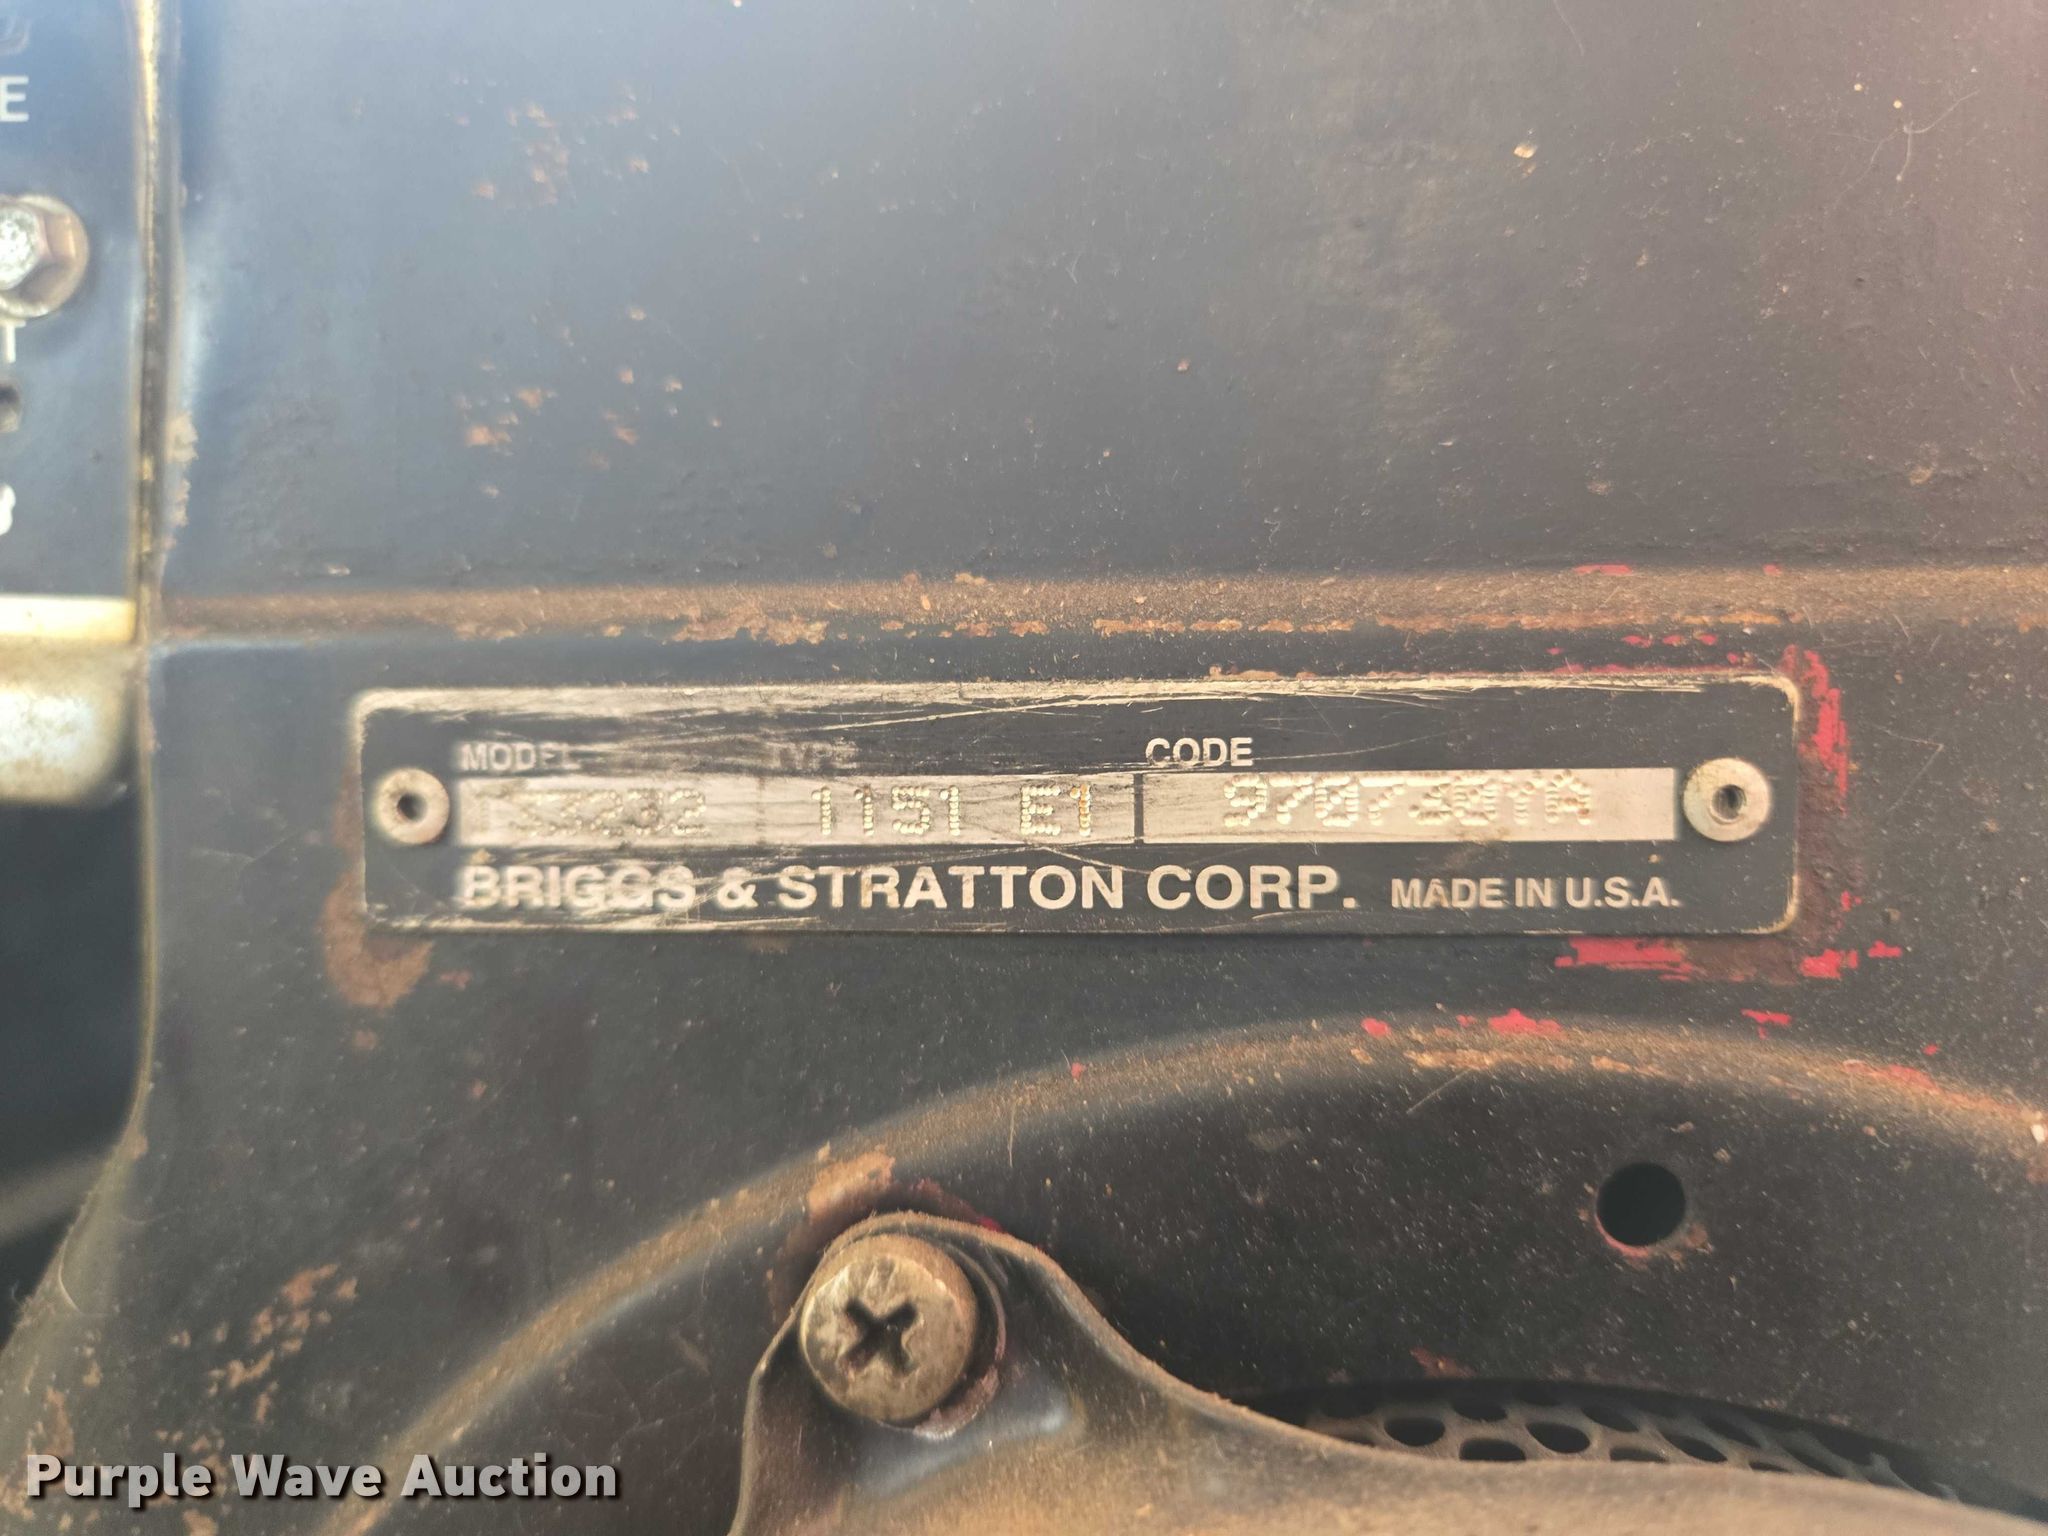 E
MODEL TYPE CODE
1151 E1
BRIGGS & STRATTON CORP. MADE IN U.S.A.
Purple Wave Auction